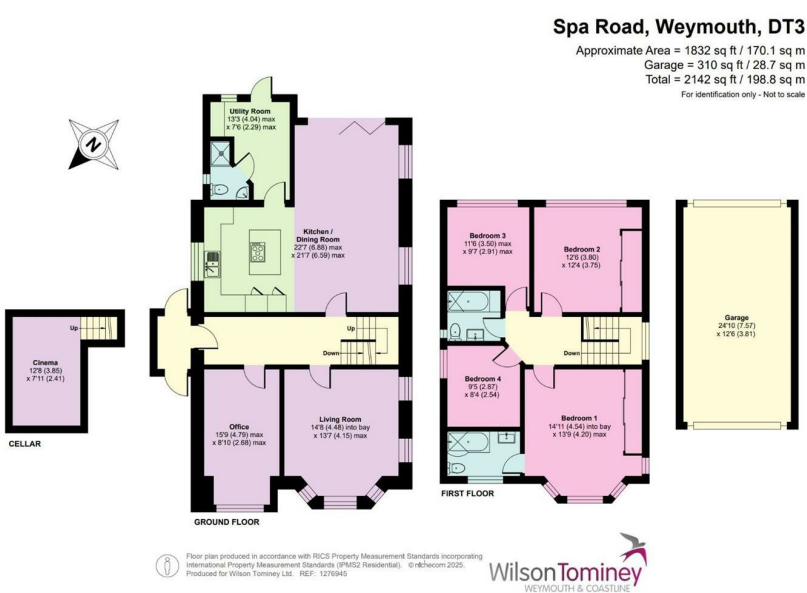 Spa Road, Weymouth, DT3
Approximate Area = 1832 sq ft / 170.1 sq m
Garage = 310 sq ft / 28.7 sq m
Total = 2142 sq ft / 198.8 sq m
For identification only - Not to scale
N
Utility Room
13'3 (4.04) max
x 7'6 (2.29) max
Kitchen /
Dining Room
22'7 (6.88) max
x 21'7 (6.59) max
Up
Down
Office
15'9 (4.79) max
x 8'10 (2.68) max
Living Room
14'8 (4.48) into bay
x 13'7 (4.15) max
GROUND FLOOR
Up
Cinema
12'8 (3.85)
x 7'11 (2.41)
CELLAR
Bedroom 3
11'6 (3.50) max
x 9'7 (2.91) max
Bedroom 2
12'6 (3.80)
x 12'4 (3.75)
Down
Bedroom 4
9'5 (2.87)
x 8'4 (2.54)
Bedroom 1
14'11 (4.54) into bay
x 13'9 (4.20) max
FIRST FLOOR
Garage
24'10 (7.57)
x 12'6 (3.81)
Floor plan produced in accordance with RICS Property Measurement Standards incorporating
International Property Measurement Standards (IPMS2 Residential). © nichecom 2025.
Produced for Wilson Tominey Ltd. REF: 1276945
WilsonTominey
WEYMOUTH & COASTLINE